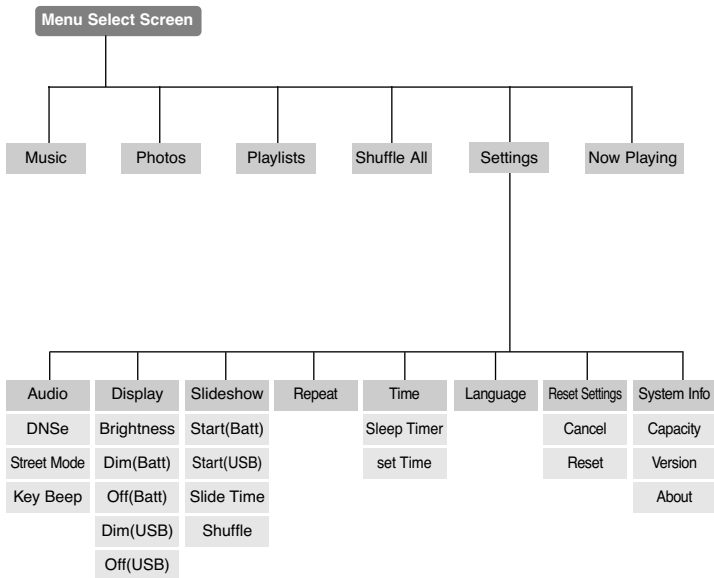 Menu Select Screen
Music
Photos
Playlists
Shuffle All
Settings
Now Playing
Audio
DNSe
Street Mode
Key Beep
Display
Brightness
Dim(Batt)
Off(Batt)
Dim(USB)
Off(USB)
Slideshow
Start(Batt)
Start(USB)
Slide Time
Shuffle
Repeat
Time
Sleep Timer
set Time
Language
Reset Settings
Cancel
Reset
System Info
Capacity
Version
About